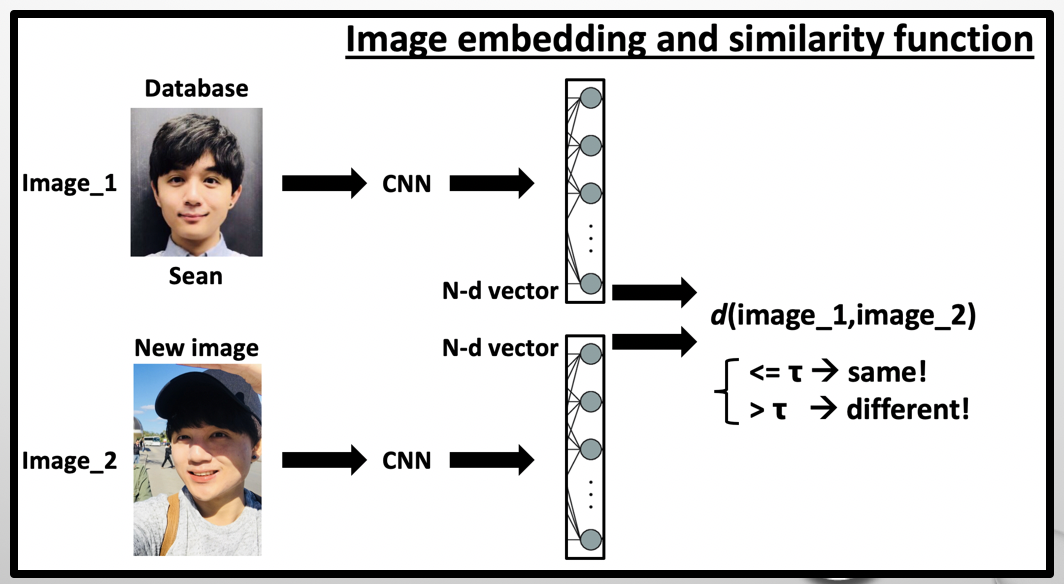 Image embedding and similarity function
Database
Image_1
CNN
Sean
N-d vector
d(image_1,image_2)
New image
N-d vector
<= τ → same!
> τ → different!
Image_2
CNN